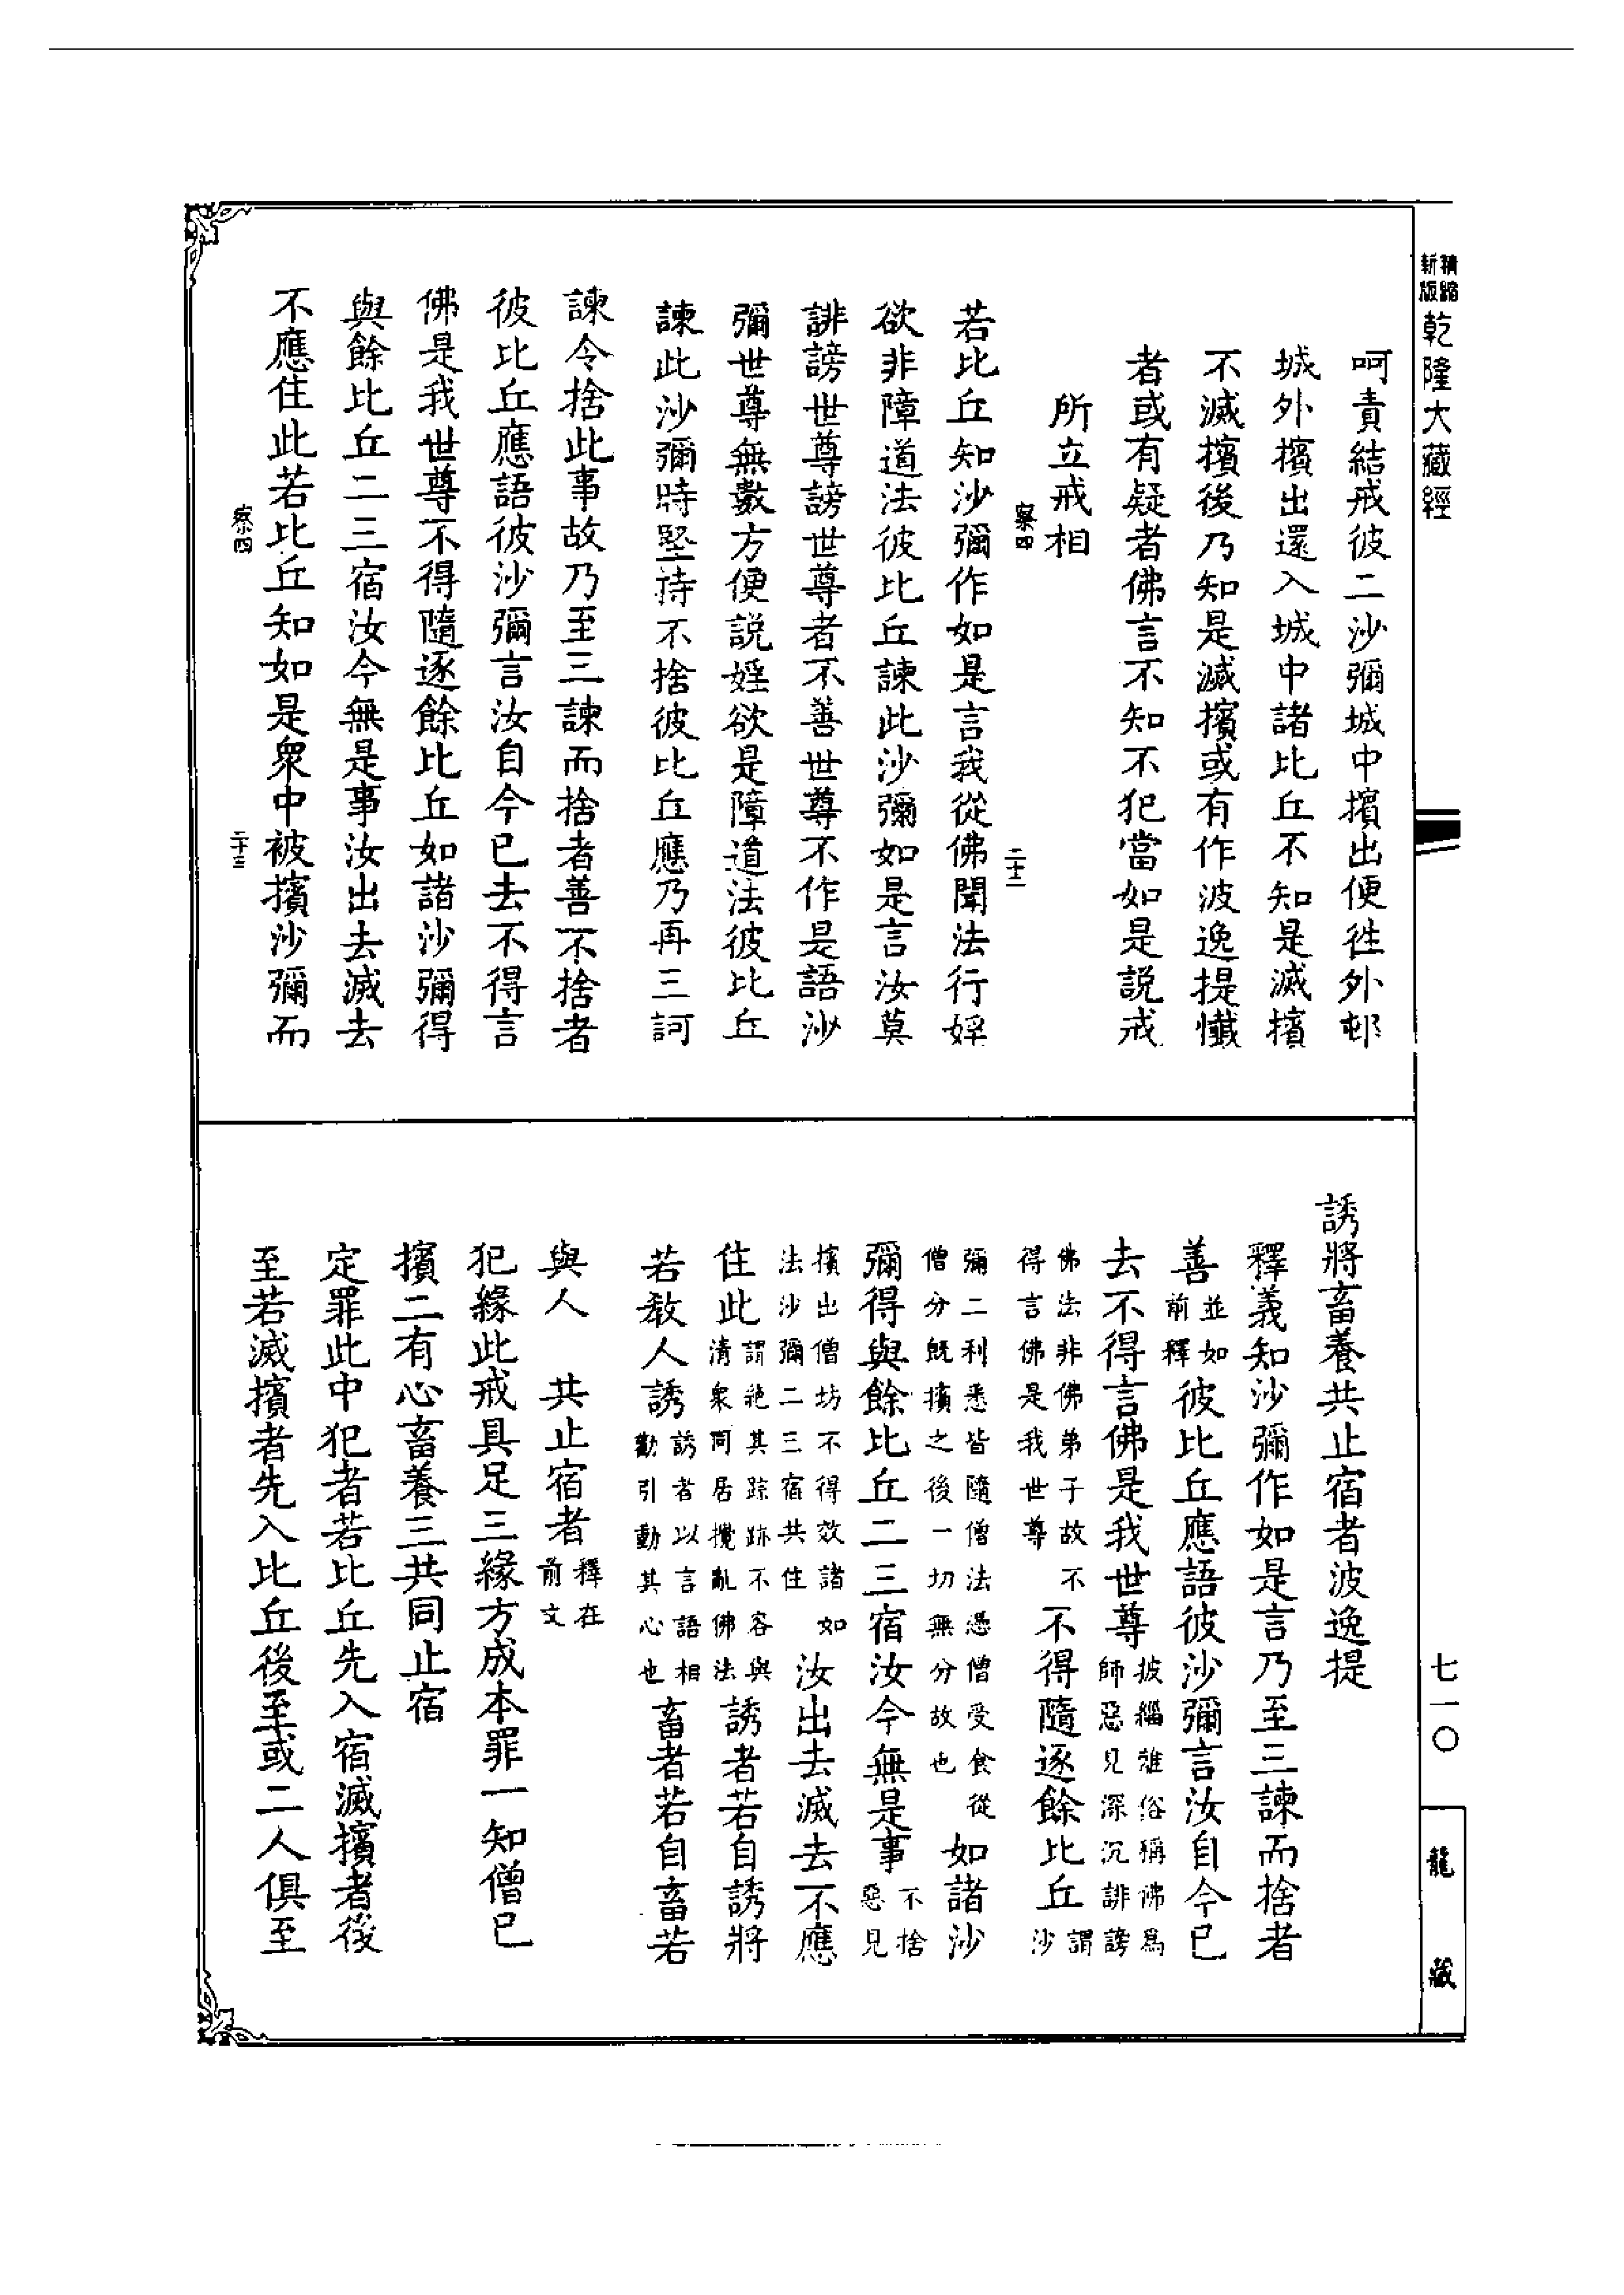 精縮新版乾隆大藏經
呵責結戒彼二沙彌城中擯出便徃外邨
城外擯出還入城中諸比丘不知是滅擯
不滅擯後乃知是滅擯或有作波逸提懺
者或有疑者佛言不知不犯當如是説戒
所立戒相
察四 二十二
若比丘知沙彌作如是言我從佛聞法行婬
欲非障道法彼比丘諫此沙彌如是言汝莫
誹謗世尊謗世尊者不善世尊不作是語沙
彌世尊無數方便説婬欲是障道法彼比丘
諫此沙彌時堅持不捨彼比丘應乃再三訶
諫令捨此事故乃至三諫而捨者善不捨者
彼比丘應語彼沙彌言汝自今已去不得言
佛是我世尊不得隨逐餘比丘如諸沙彌得
與餘比丘二三宿汝今無是事汝出去滅去
不應住此若比丘知如是衆中被擯沙彌而
察四 二十三
誘將畜養共止宿者波逸提
釋義知沙彌作如是言乃至三諫而捨者
善並如前釋彼比丘應語彼沙彌言汝自今已
去不得言佛是我世尊披緇離俗稱佛爲師惡見深沉誹謗
佛法非佛弟子故不得言佛是我世尊不得隨逐餘比丘謂沙
彌二利悉皆隨僧法憑僧受食從僧分旣擯之後一切無分故也如諸沙
彌得與餘比丘二三宿汝今無是事不捨惡見
擯出僧坊不得效諸如法沙彌二三宿共住汝出去滅去不應
住此謂絶其踪跡不容與清衆同居攪亂佛法誘者若自誘將
若敎人誘誘者以言語相勸引動其心也畜者若自畜若
與人 共止宿者釋在前文
犯緣此戒具足三緣方成本罪一知僧已
擯二有心畜養三共同止宿
定罪此中犯者若比丘先入宿滅擯者後
至若滅擯者先入比丘後至或二人俱至
七一〇
龍藏